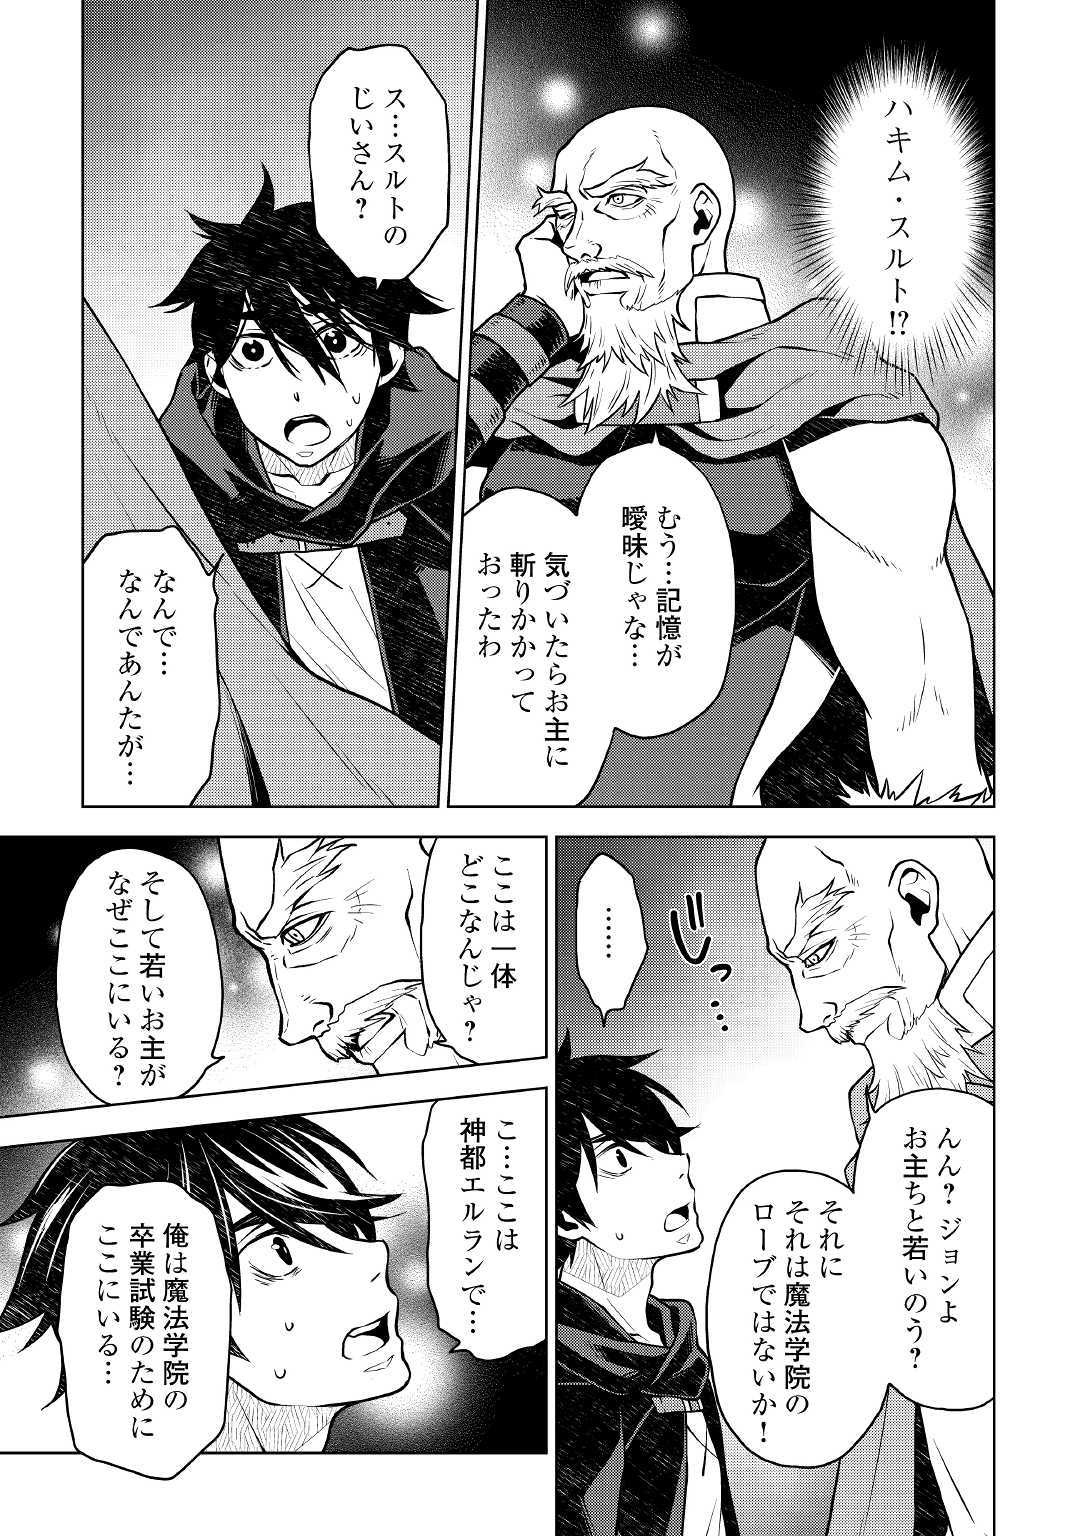 ハキム・スルト!?
むう…記憶が
曖昧じゃな…
気づいたらお主に
斬りかかって
おったわ
ス…スルトの
じいさん?
なんで…
なんであんたが…
……
じっ…
んん?ジョンよ
お主ちと若いのう?
それに
それは魔法学院の
ローブではないか!
ここは一体
どこなんじゃ?
そして若いお主が
なぜここにいる?
こ…ここは
神都エルランで…
俺は魔法学院の
卒業試験のために
ここにいる…